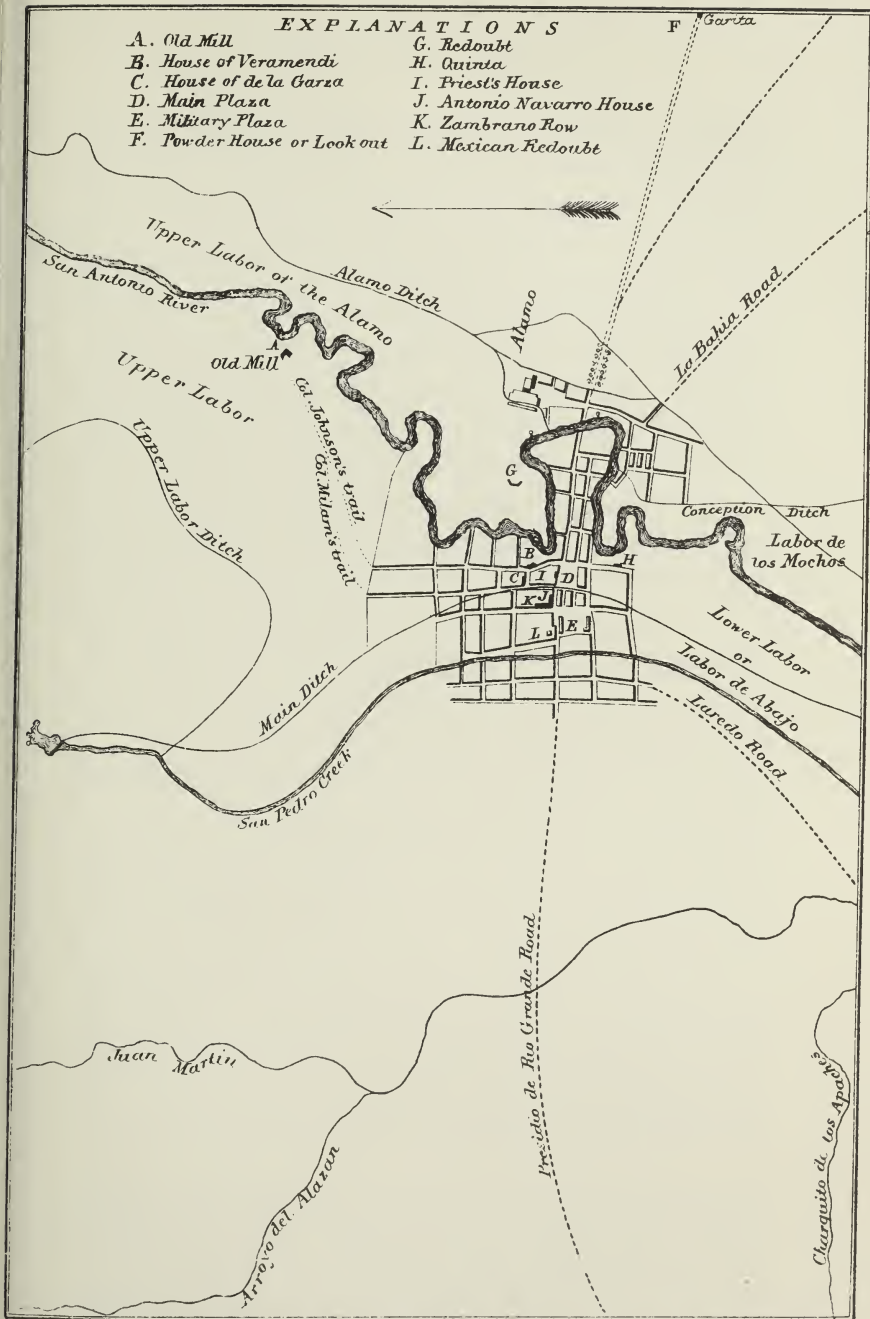 EXPLANATIONS
A. Old Mill
B. House of Veramendi
C. House of de la Garza
D. Main Plaza
E. Military Plaza
F. Powder House or Look out
G. Redoubt
H. Quinta
I. Priest's House
J. Antonio Navarro House
K. Zambrano Row
L. Mexican Redoubt
F
Garita
Upper Labor of the Alamo
San Antonio River
Alamo Ditch
Alamo
La Bahia Road
A
Old Mill
Upper Labor
Col. Johnson's trail
Col. Milam's trail
Upper Labor Ditch
G
Conception Ditch
Labor de
los Mochos
B
H
C
I
D
K
J
L
E
Lower Labor
or
Labor de Abajo
Main Ditch
Laredo Road
San Pedro Creek
Presidio de Rio Grande Road
Juan Martin
Arroyo del Alazan
Charquito de los Apaches